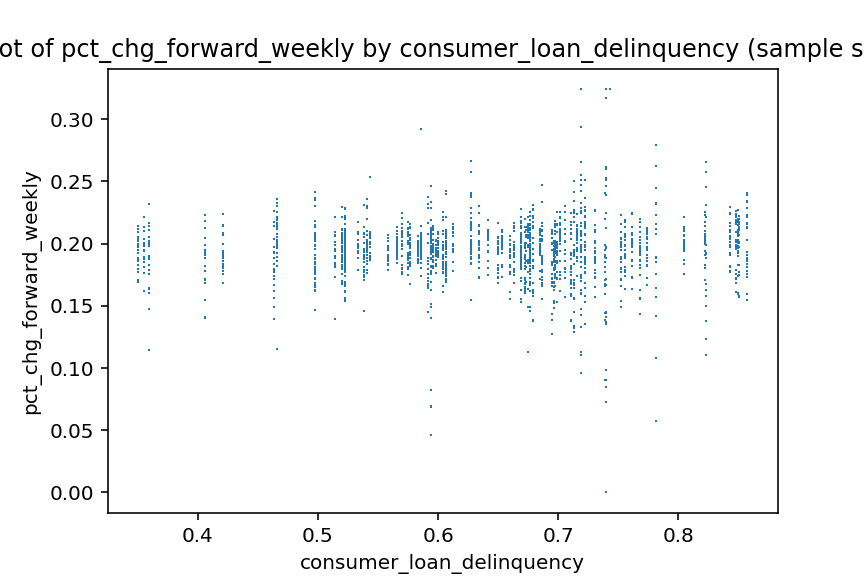 ot of pct_chg_forward_weekly by consumer_loan_delinquency (sample s
0.30
0.25
0.20
0.15
0.10
0.05
0.00
pct_chg_forward_weekly
0.4 0.5 0.6 0.7 0.8
consumer_loan_delinquency